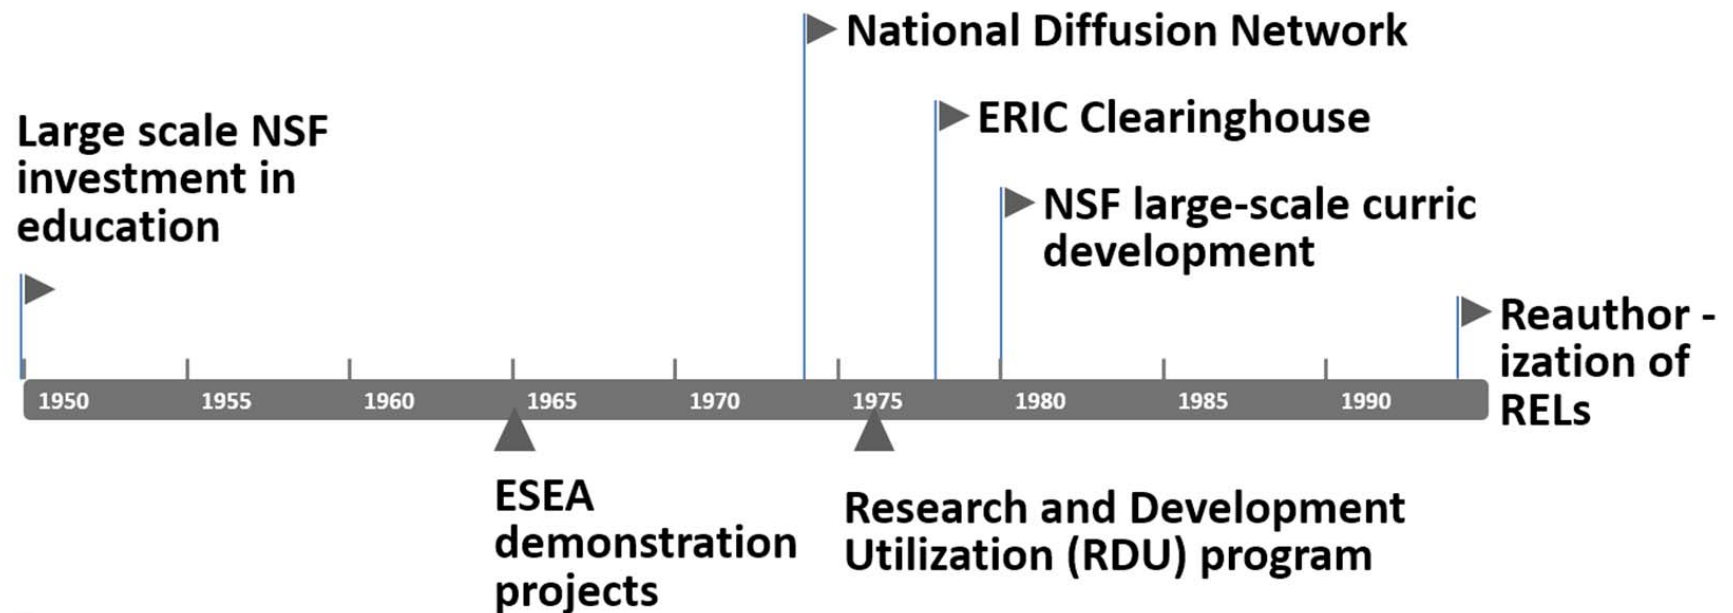 National Diffusion Network
ERIC Clearinghouse
Large scale NSF
investment in
education
NSF large-scale curric
development
Reauthor -
ization of
RELs
1950 1955 1960 1965 1970 1975 1980 1985 1990
ESEA
demonstration
projects
Research and Development
Utilization (RDU) program